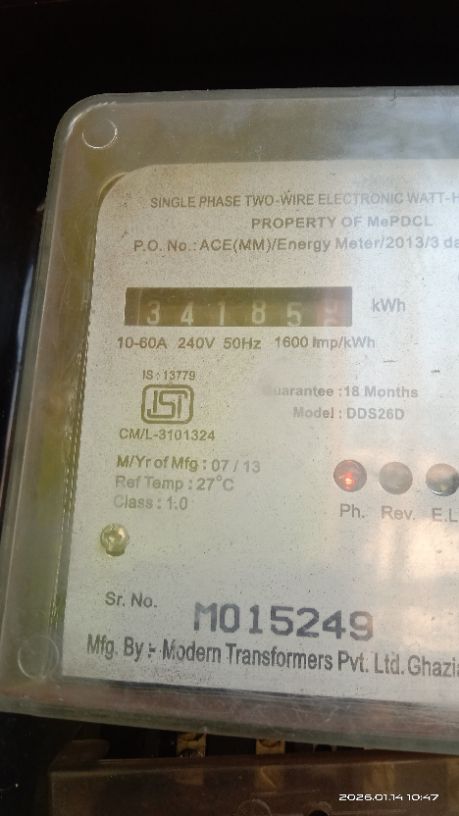 SINGLE PHASE TWO-WIRE ELECTRONIC WATT-H
PROPERTY OF MePDCL
P.O. No.: ACE(MM)/Energy Meter/2013/3 da
34185 kWh
10-60A 240V 50Hz 1600 Imp/kWh
IS : 13779
ISI
CM/L-3101324
Guarantee : 18 Months
Model : DDS26D
M/Yr of Mfg : 07 / 13
Ref Temp : 27°C
Class : 1.0
Ph. Rev. E.L
Sr. No.
M015249
Mfg. By :- Modern Transformers Pvt. Ltd. Ghazia
2026.01.14 10:47